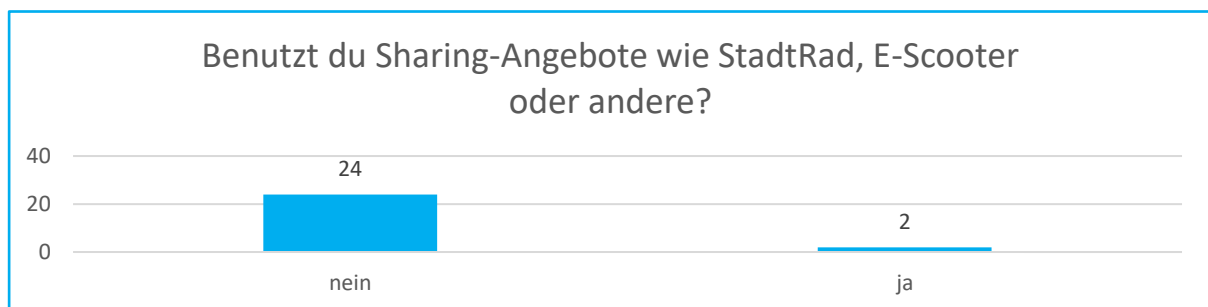 Benutzt du Sharing-Angebote wie StadtRad, E-Scooter
oder andere?
40
24
20
2
0
nein
ja